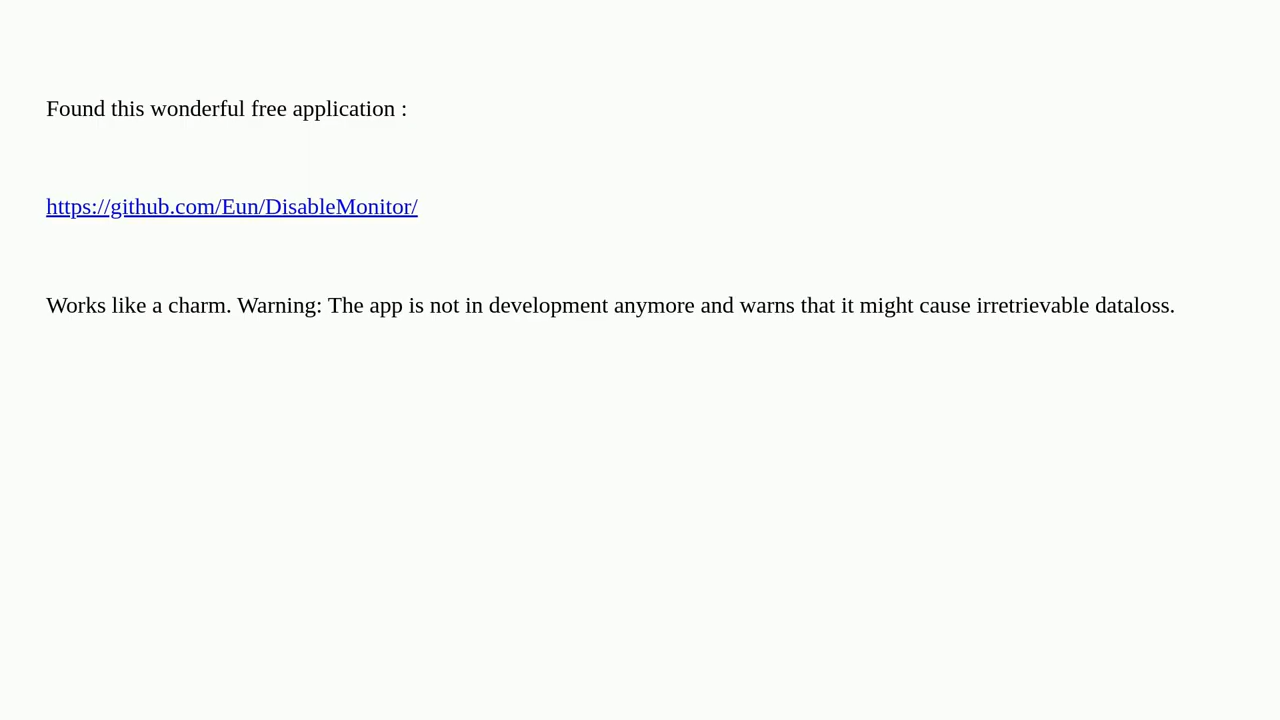 Found this wonderful free application :
https://github.com/Eun/DisableMonitor/
Works like a charm. Warning: The app is not in development anymore and warns that it might cause irretrievable dataloss.